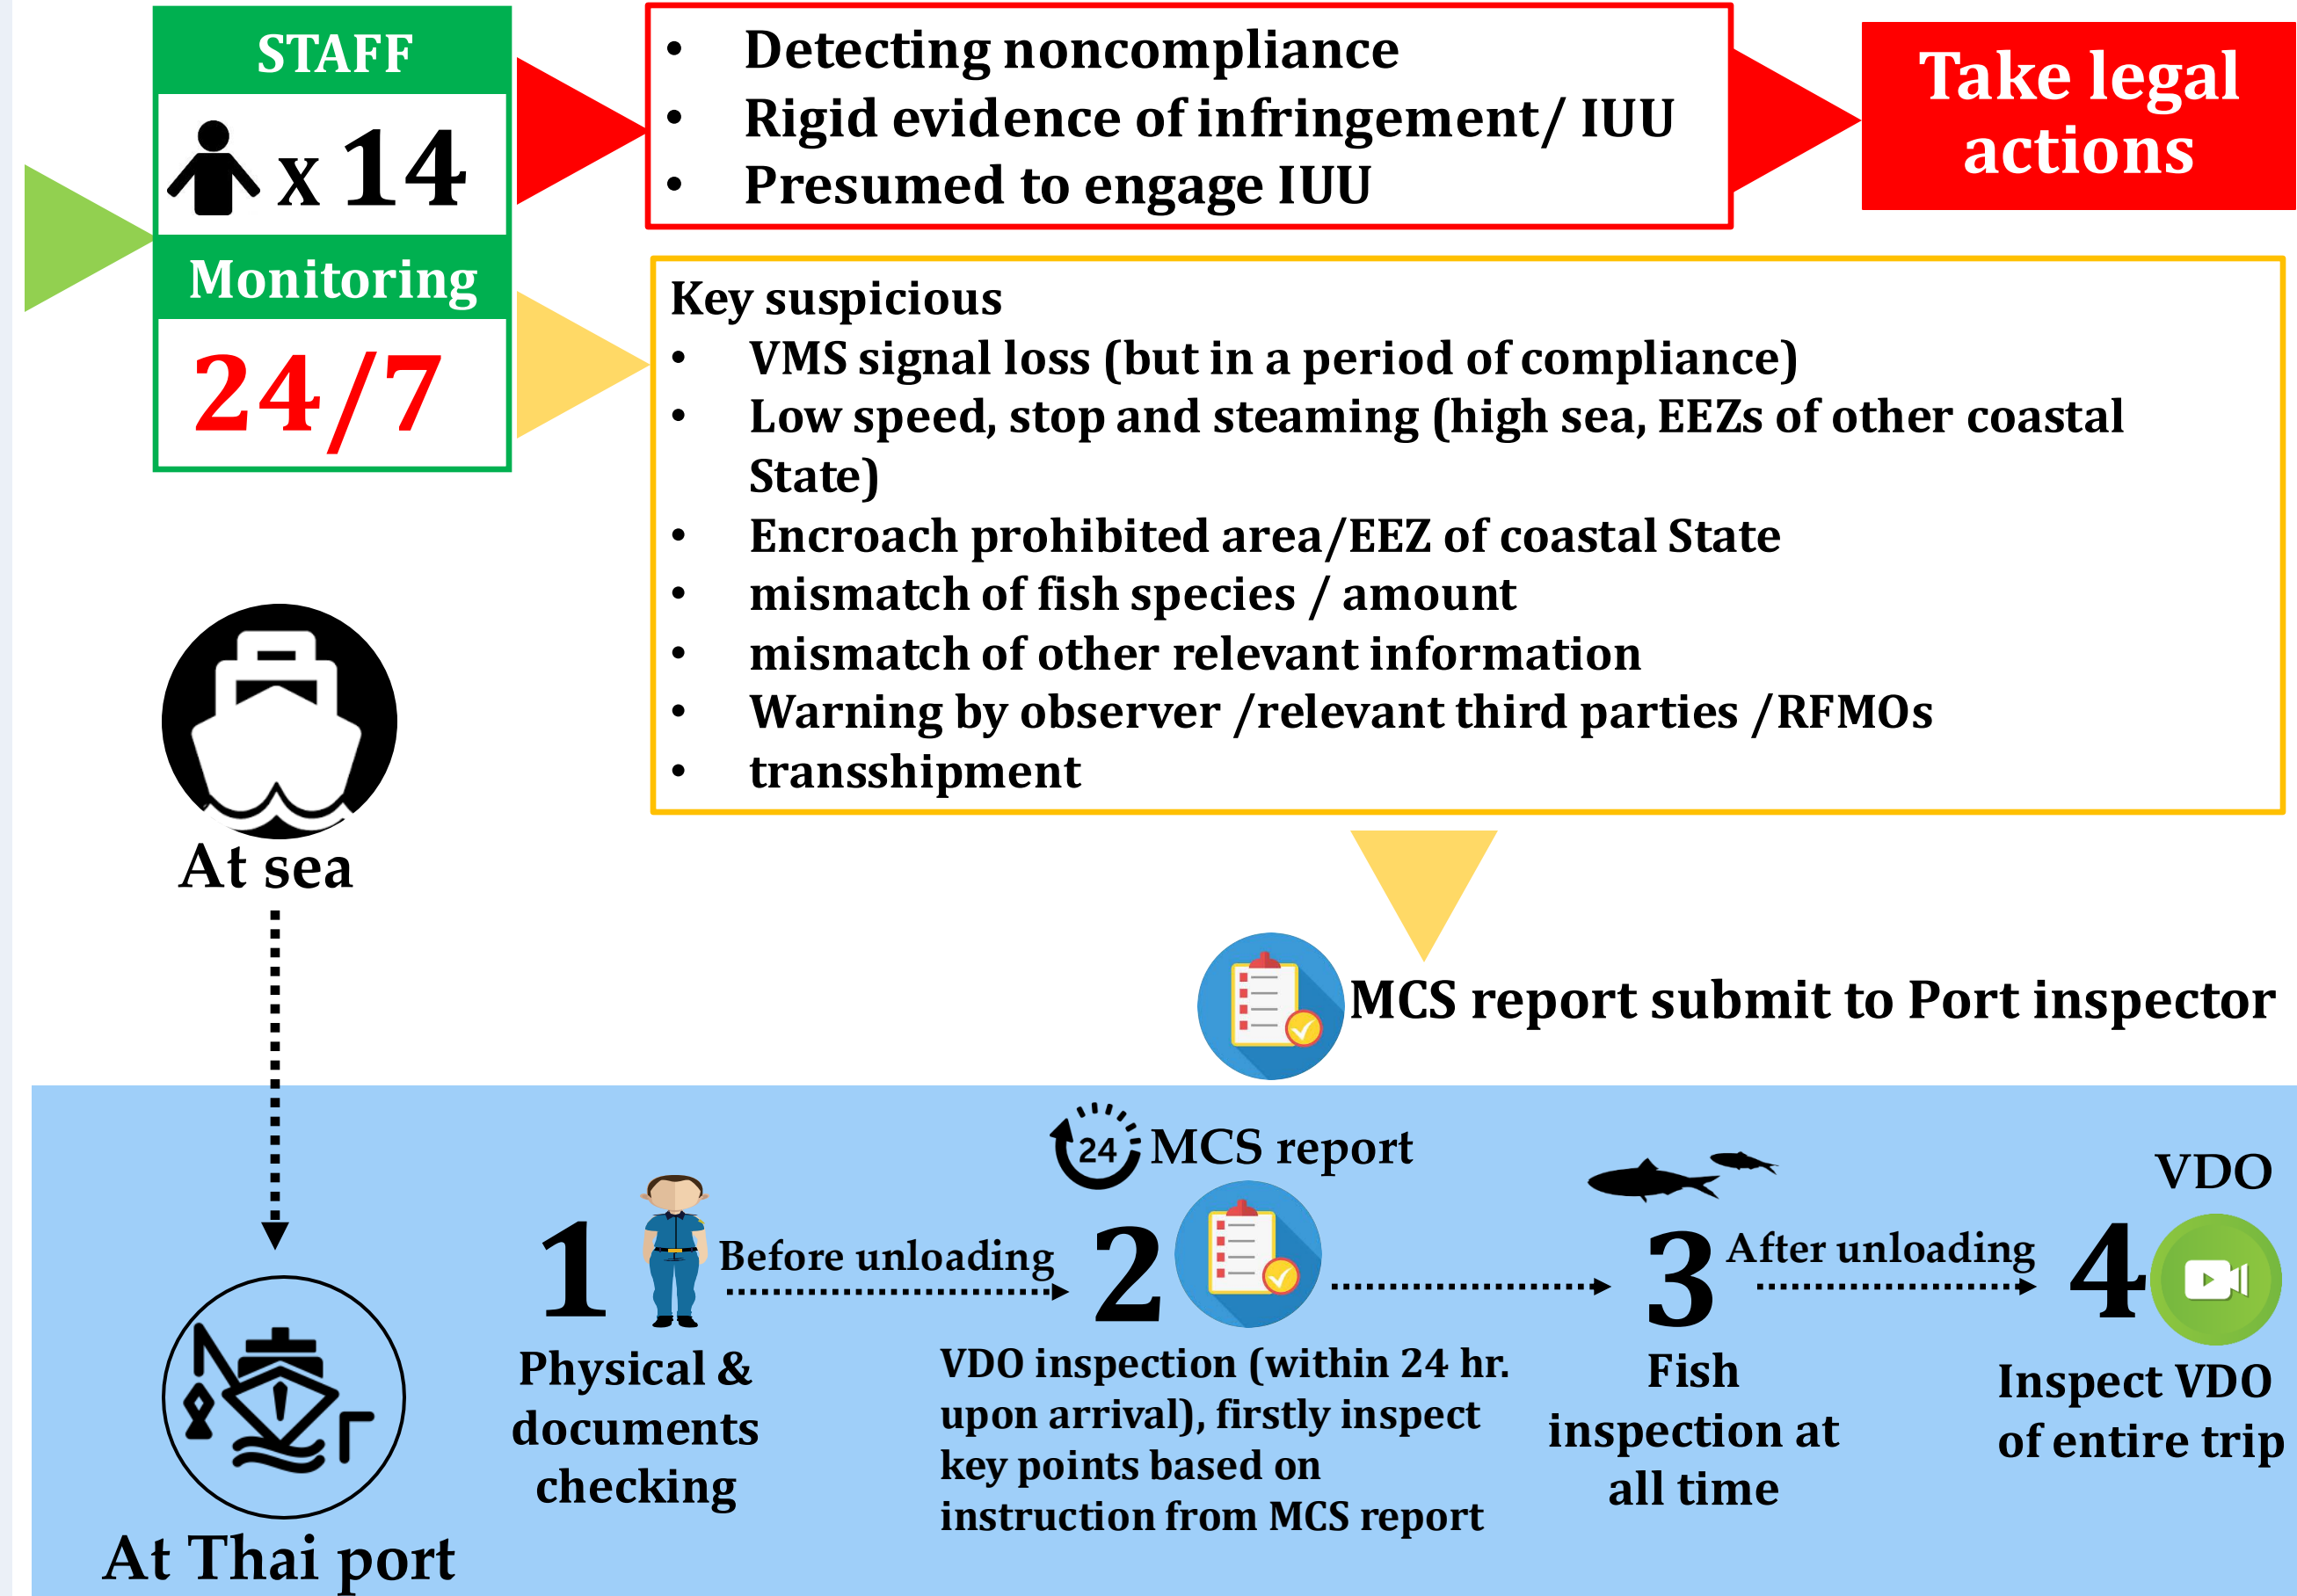 STAFF
x 14
Monitoring
24/7
• Detecting noncompliance
• Rigid evidence of infringement/ IUU
• Presumed to engage IUU
Take legal
actions
Key suspicious
• VMS signal loss (but in a period of compliance)
• Low speed, stop and steaming (high sea, EEZs of other coastal
State)
• Encroach prohibited area/EEZ of coastal State
• mismatch of fish species / amount
• mismatch of other relevant information
• Warning by observer /relevant third parties /RFMOs
• transshipment
At sea
MCS report submit to Port inspector
At Thai port
1
Physical &
documents
checking
Before unloading
24
MCS report
2
VDO inspection (within 24 hr.
upon arrival), firstly inspect
key points based on
instruction from MCS report
3
Fish
inspection at
all time
After unloading
VDO
4
Inspect VDO
of entire trip